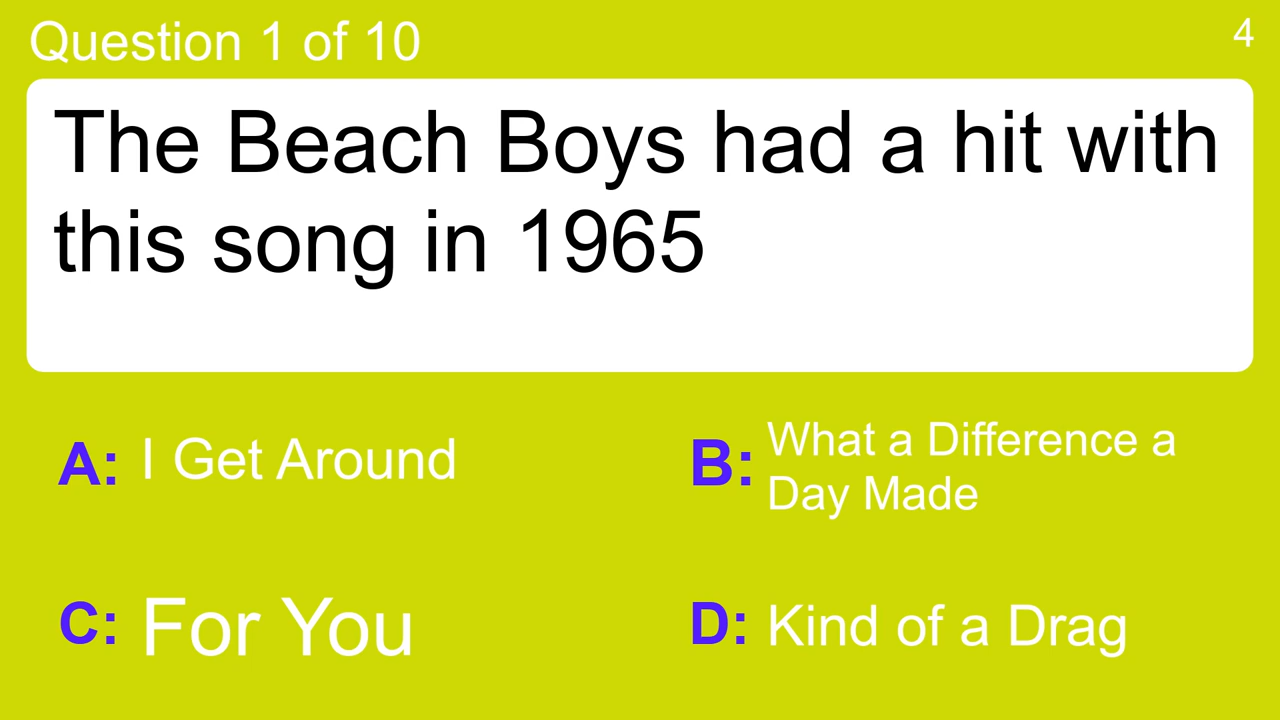 Question 1 of 10
4
The Beach Boys had a hit with
this song in 1965
A: I Get Around
B: What a Difference a
Day Made
C: For You
D: Kind of a Drag